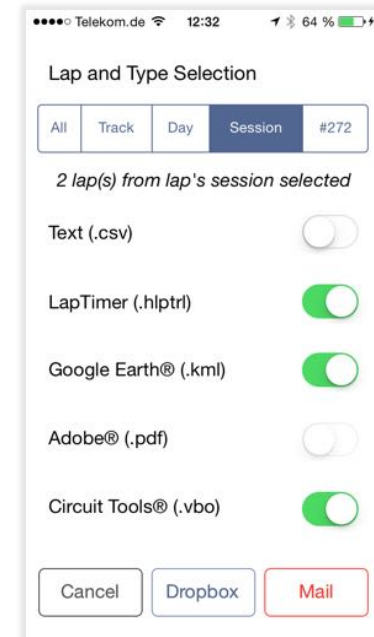 Telekom.de 12:32 64 %
Lap and Type Selection
All Track Day Session #272
2 lap(s) from lap's session selected
Text (.csv)
LapTimer (.hlptrl)
Google Earth® (.kml)
Adobe® (.pdf)
Circuit Tools® (.vbo)
Cancel Dropbox Mail